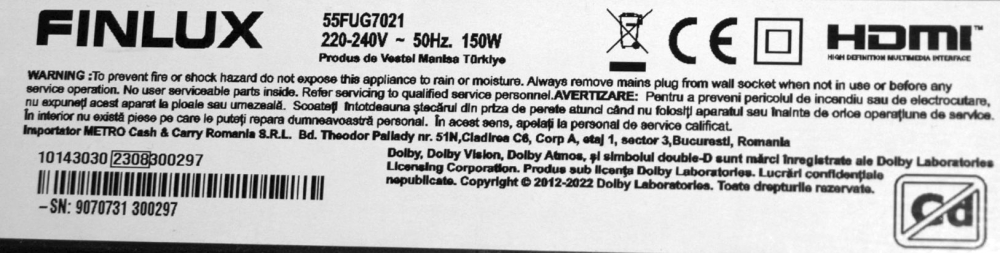 FINLUX
55FUG7021
220-240V ~ 50Hz. 150W
Produs de Vestel Manisa Türkiye
HDMI™
HIGH DEFINITION MULTIMEDIA INTERFACE
WARNING :To prevent fire or shock hazard do not expose this appliance to rain or moisture. Always remove mains plug from wall socket when not in use or before any
service operation. No user serviceable parts inside. Refer servicing to qualified service personnel.AVERTIZARE: Pentru a preveni pericolul de incendiu sau de electrocutare,
nu expuneţi acest aparat la ploaie sau umezeală. Scoateţi întotdeauna ştecărul din priza de perete atunci când nu folosiţi aparatul sau înainte de orice operaţiune de service.
În interior nu există piese pe care le puteţi repara dumneavoastră personal. În acest sens, apelaţi la personal de service calificat.
Importator METRO Cash & Carry Romania S.R.L. Bd. Theodor Pallady nr. 51N,Cladirea C6, Corp A, etaj 1, sector 3,Bucuresti, Romania
10143030 2308 300297
-SN: 9070731 300297
Dolby, Dolby Vision, Dolby Atmos, şi simbolul double-D sunt mărci înregistrate ale Dolby Laboratories
Licensing Corporation. Produs sub licenţa Dolby Laboratories. Lucrări confidenţiale
nepublicate. Copyright © 2012-2022 Dolby Laboratories. Toate drepturile rezervate.
Cd